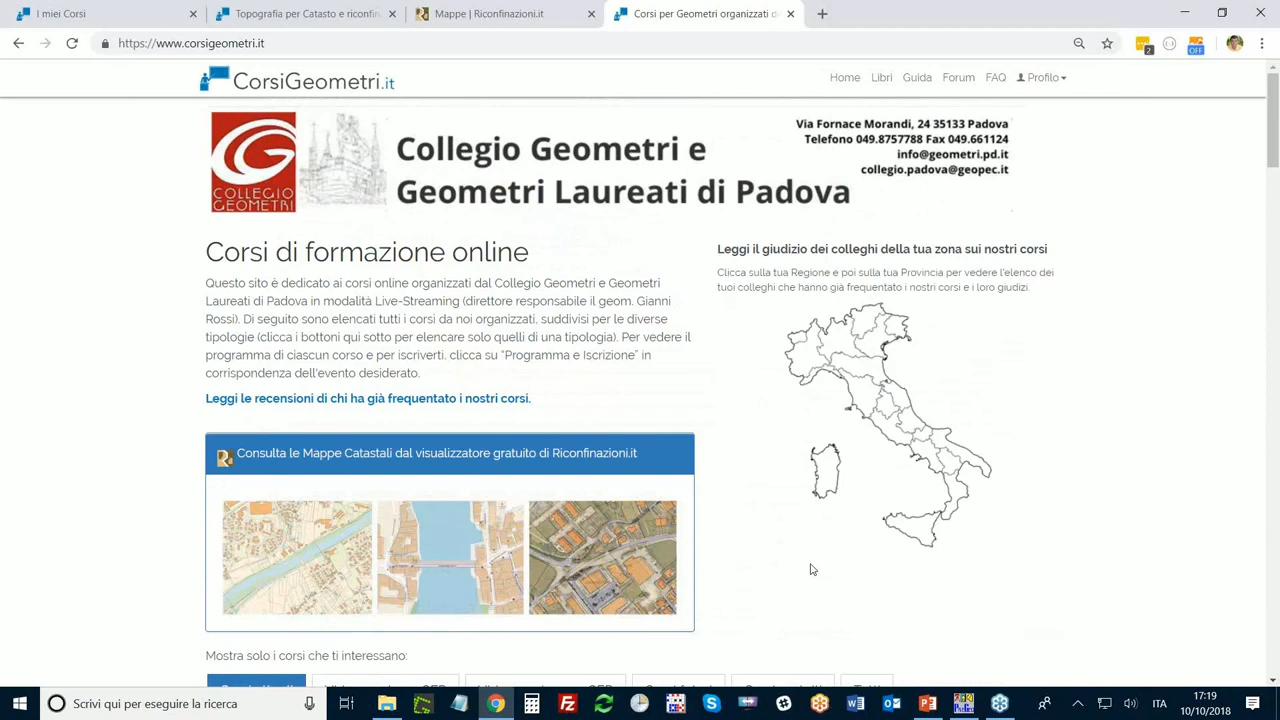 I miei Corsi
Topografia per Catasto e riconfin
Mappe | Riconfinazioni.it
Corsi per Geometri organizzati d
https://www.corsigeometri.it
2
OFF
CorsiGeometri.it
Home Libri Guida Forum FAQ Profilo
COLLEGIO
GEOMETRI
Collegio Geometri e
Geometri Laureati di Padova
Via Fornace Morandi, 24 35133 Padova
Telefono 049.8757788 Fax 049.661124
info@geometri.pd.it
collegio.padova@geopec.it
Corsi di formazione online
Questo sito è dedicato ai corsi online organizzati dal Collegio Geometri e Geometri
Laureati di Padova in modalità Live-Streaming (direttore responsabile il geom. Gianni
Rossi). Di seguito sono elencati tutti i corsi da noi organizzati, suddivisi per le diverse
tipologie (clicca i bottoni qui sotto per elencare solo quelli di una tipologia). Per vedere il
programma di ciascun corso e per iscriverti, clicca su “Programma e Iscrizione” in
corrispondenza dell'evento desiderato.
Leggi le recensioni di chi ha già frequentato i nostri corsi.
Leggi il giudizio dei colleghi della tua zona sui nostri corsi
Clicca sulla tua Regione e poi sulla tua Provincia per vedere l'elenco dei
tuoi colleghi che hanno già frequentato i nostri corsi e i loro giudizi.
Consulta le Mappe Catastali dal visualizzatore gratuito di Riconfinazioni.it
Mostra solo i corsi che ti interessano:
Scrivi qui per eseguire la ricerca
ITA
17:19
10/10/2018